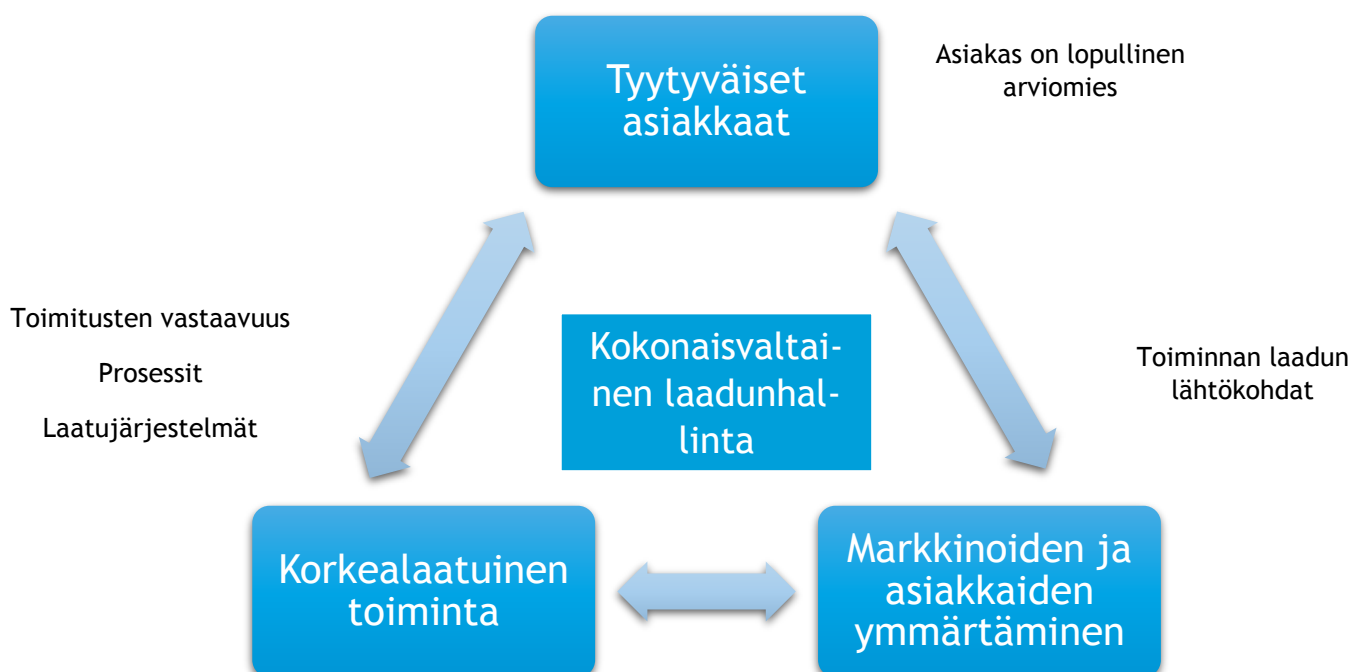 Tyytyväiset
asiakkaat
Asiakas on lopullinen
arviomies
Toimitusten vastaavuus
Prosessit
Laatujärjestelmät
Kokonaisvaltai-
nen laadunhal-
linta
Toiminnan laadun
lähtökohdat
Korkealaatuinen
toiminta
Markkinoiden ja
asiakkaiden
ymmärtäminen